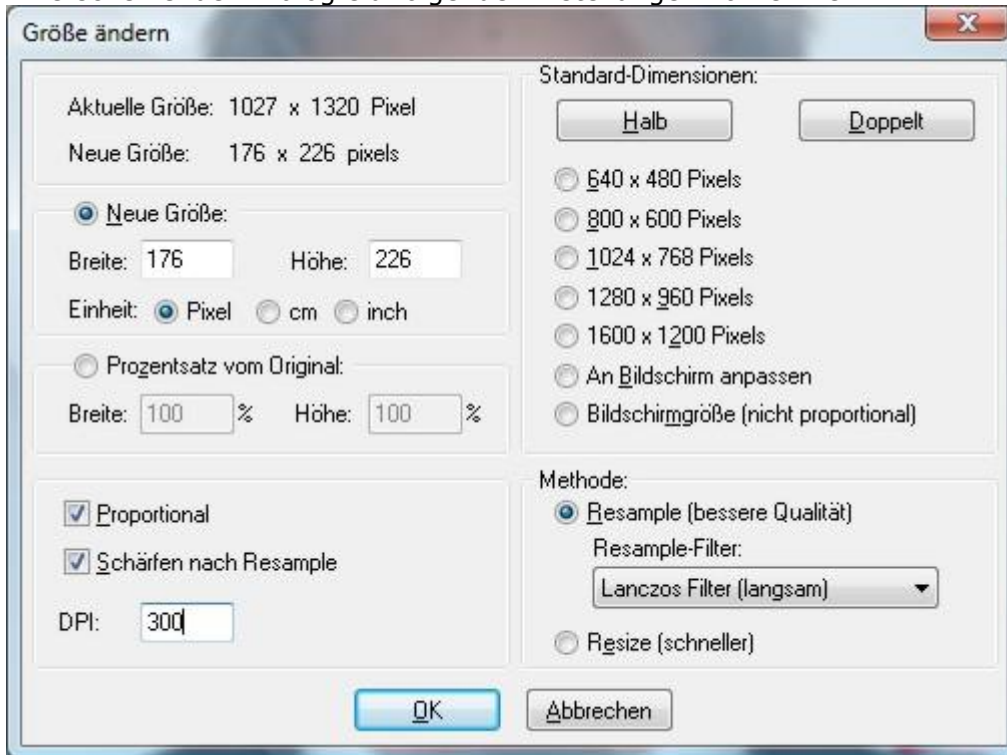 Größe ändern
Aktuelle Größe: 1027 x 1320 Pixel
Neue Größe: 176 x 226 pixels
Neue Größe:
Breite: 176 Höhe: 226
Einheit: Pixel cm inch
Prozentsatz vom Original:
Breite: 100 % Höhe: 100 %
Proportional
Schärfen nach Resample
DPI: 300
Standard-Dimensionen:
Halb Doppelt
640 x 480 Pixels
800 x 600 Pixels
1024 x 768 Pixels
1280 x 960 Pixels
1600 x 1200 Pixels
An Bildschirm anpassen
Bildschirmgröße (nicht proportional)
Methode:
Resample (bessere Qualität)
Resample-Filter:
Lanczos Filter (langsam)
Resize (schneller)
OK Abbrechen